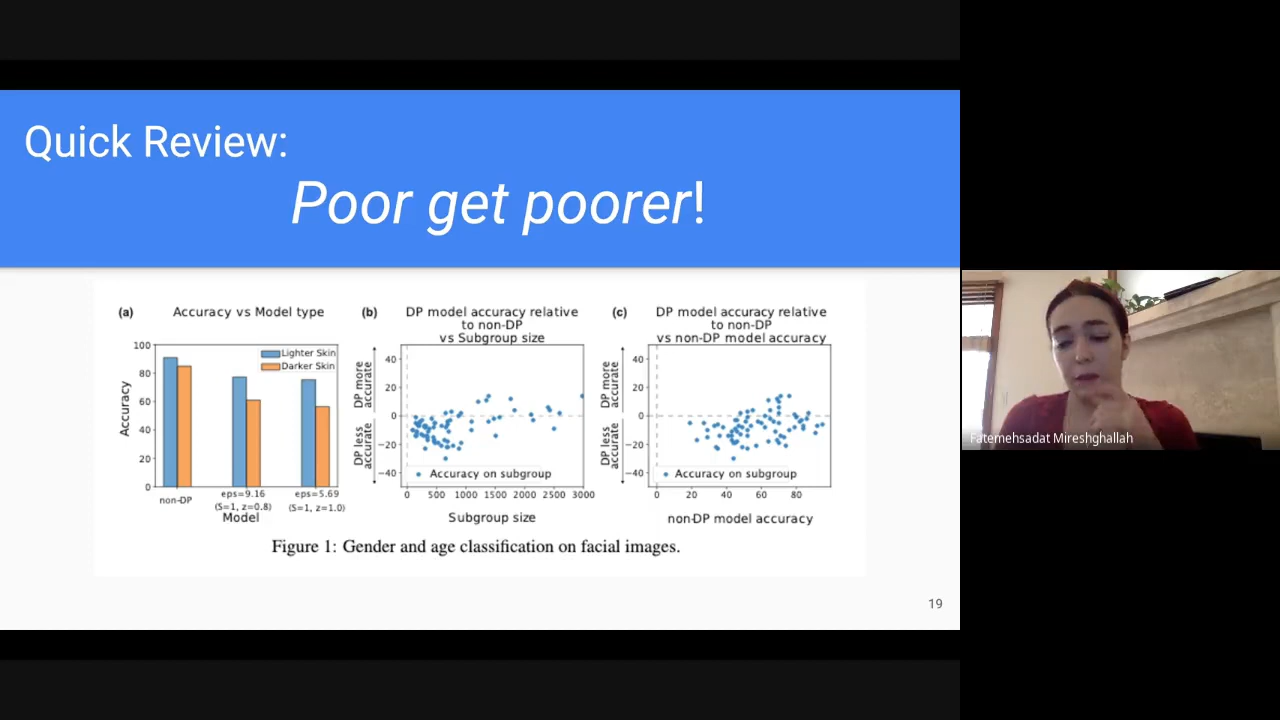 Quick Review:
Poor get poorer!
(a) Accuracy vs Model type
100
80
60
40
20
0
Accuracy
Lighter Skin
Darker Skin
non-DP
eps=9.16
(S=1, z=0.8)
eps=5.69
(S=1, z=1.0)
Model
(b) DP model accuracy relative
to non-DP
vs Subgroup size
DP more
accurate
DP less
accurate
40
20
0
−20
−40
Accuracy on subgroup
0 500 1000 1500 2000 2500 3000
Subgroup size
(c) DP model accuracy relative
to non-DP
vs non-DP model accuracy
DP more
accurate
DP less
accurate
40
20
0
−20
−40
Accuracy on subgroup
0 20 40 60 80
non-DP model accuracy
Figure 1: Gender and age classification on facial images.
19
Fatemehsadat Mireshghallah